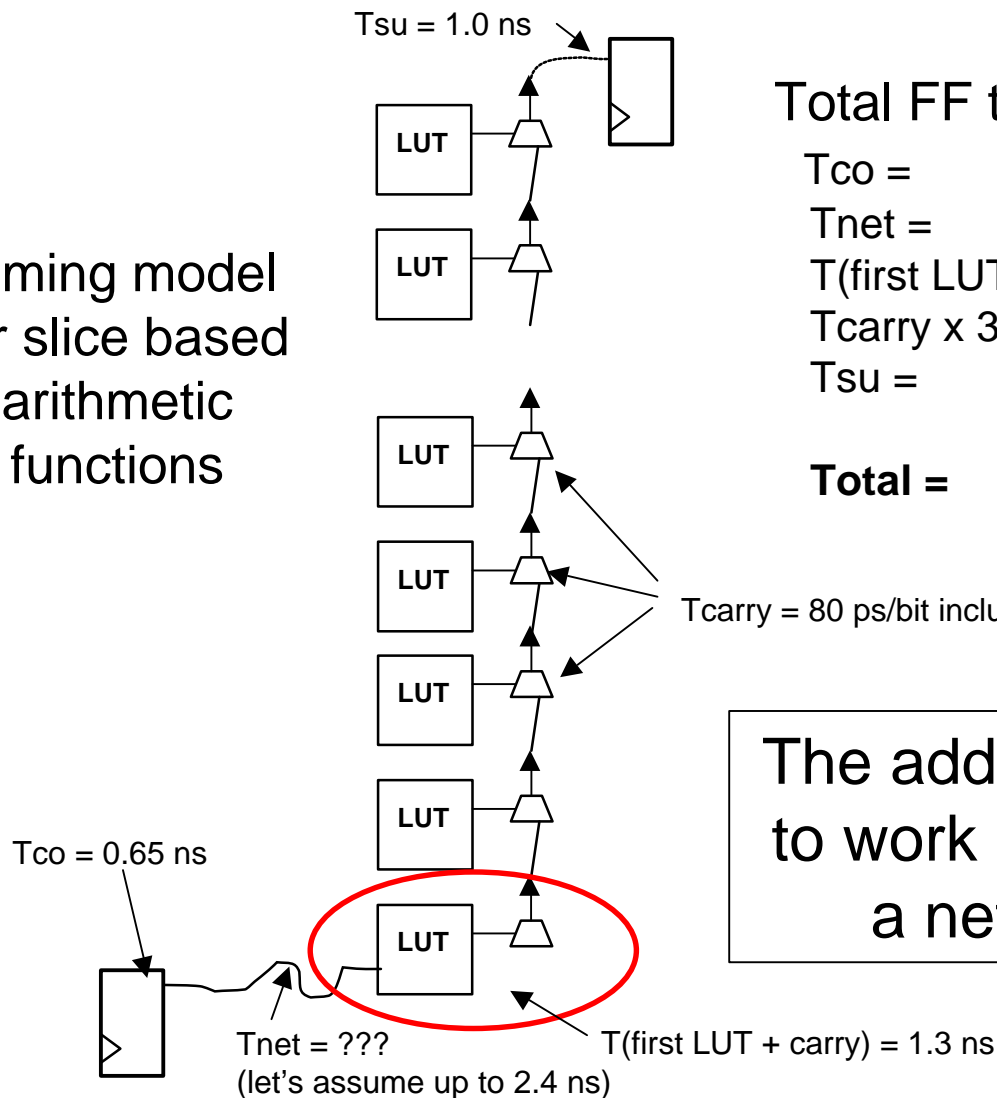 Tsu = 1.0 ns
LUT
LUT
LUT
LUT
LUT
LUT
LUT
ming model
slice based
arithmetic
functions
Total FF
Tco =
Tnet =
T(first LUT
Tcarry x 3
Tsu =
Total =
Tcarry = 80 ps/bit
The add
to work
a ne
Tco = 0.65 ns
Tnet = ???
(let's assume up to 2.4 ns)
T(first LUT + carry) = 1.3 ns